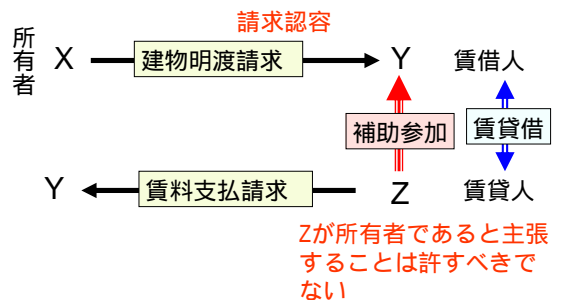 請求認容
所有者
X
建物明渡請求
Y
賃借人
補助参加
賃貸借
Y
賃料支払請求
Z
賃貸人
Zが所有者であると主張
することは許すべきで
ない